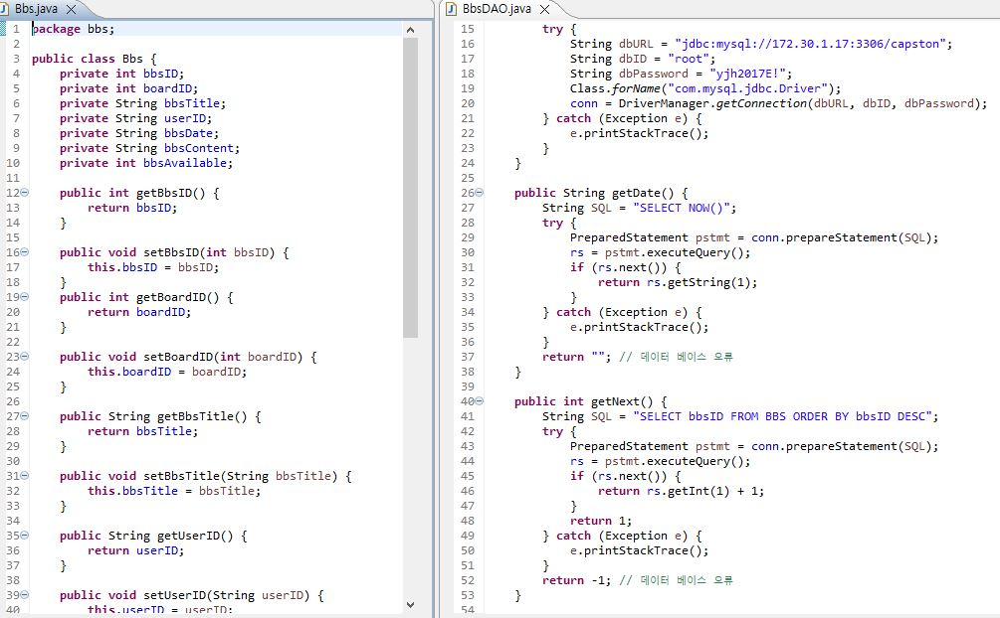 Bbs.java
1 package bbs;
2
3 public class Bbs {
4 private int bbsID;
5 private int boardID;
6 private String bbsTitle;
7 private String userID;
8 private String bbsDate;
9 private String bbsContent;
10 private int bbsAvailable;
11
12 public int getBbsID() {
13 return bbsID;
14 }
15
16 public void setBbsID(int bbsID) {
17 this.bbsID = bbsID;
18 }
19 public int getBoardID() {
20 return boardID;
21 }
22
23 public void setBoardID(int boardID) {
24 this.boardID = boardID;
25 }
26
27 public String getBbsTitle() {
28 return bbsTitle;
29 }
30
31 public void setBbsTitle(String bbsTitle) {
32 this.bbsTitle = bbsTitle;
33 }
34
35 public String getUserID() {
36 return userID;
37 }
38
39 public void setUserID(String userID) {
40 this.userID = userID;
BbsDAO.java
15 try {
16 String dbURL = "jdbc:mysql://172.30.1.17:3306/capston";
17 String dbID = "root";
18 String dbPassword = "yjh2017E!";
19 Class.forName("com.mysql.jdbc.Driver");
20 conn = DriverManager.getConnection(dbURL, dbID, dbPassword);
21 } catch (Exception e) {
22 e.printStackTrace();
23 }
24 }
25
26 public String getDate() {
27 String SQL = "SELECT NOW()";
28 try {
29 PreparedStatement pstmt = conn.prepareStatement(SQL);
30 rs = pstmt.executeQuery();
31 if (rs.next()) {
32 return rs.getString(1);
33 }
34 } catch (Exception e) {
35 e.printStackTrace();
36 }
37 return ""; // 데이터 베이스 오류
38 }
39
40 public int getNext() {
41 String SQL = "SELECT bbsID FROM BBS ORDER BY bbsID DESC";
42 try {
43 PreparedStatement pstmt = conn.prepareStatement(SQL);
44 rs = pstmt.executeQuery();
45 if (rs.next()) {
46 return rs.getInt(1) + 1;
47 }
48 return 1;
49 } catch (Exception e) {
50 e.printStackTrace();
51 }
52 return -1; // 데이터 베이스 오류
53 }
54